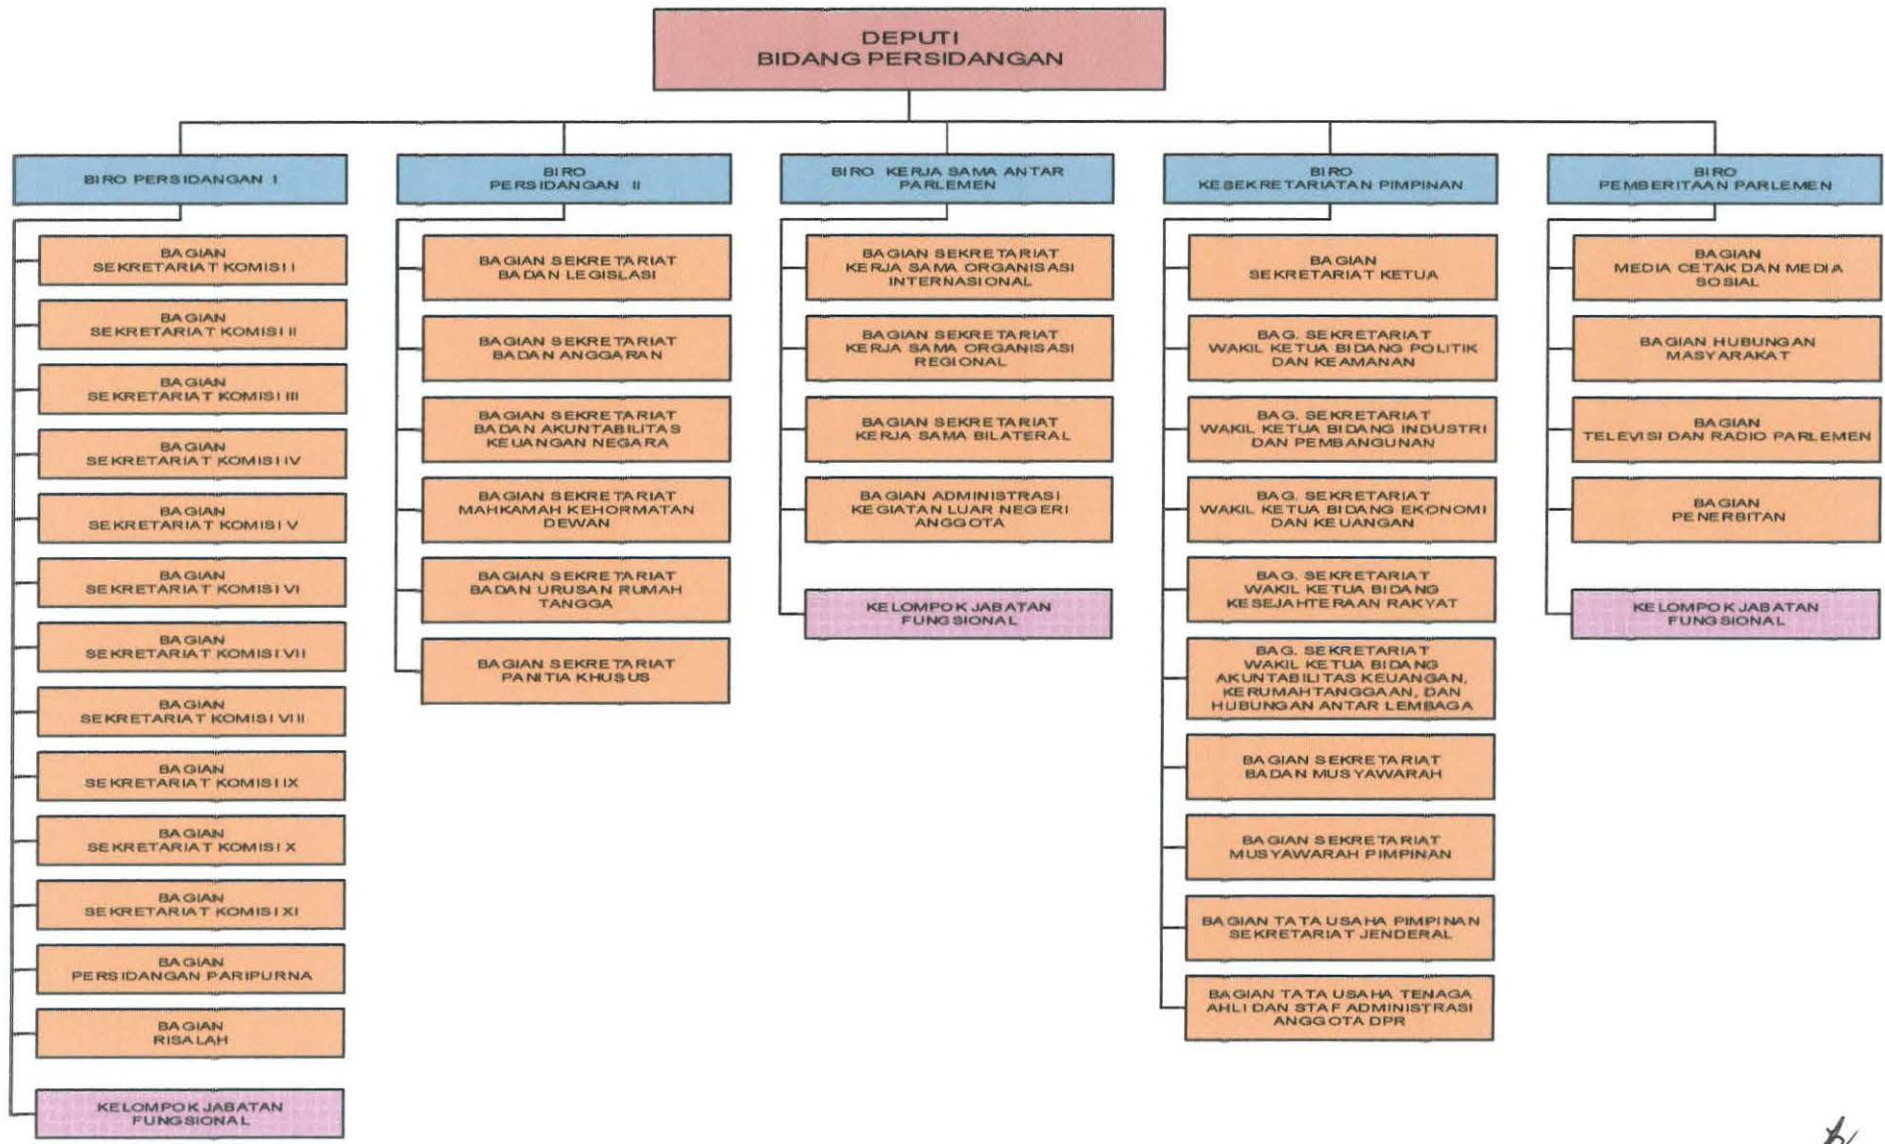 DEPUTI
BIDANG PERSIDANGAN
BIRO PERSIDANGAN I
BAGIAN
SEKRETARIAT KOMISI I
BAGIAN
SEKRETARIAT KOMISI II
BAGIAN
SEKRETARIAT KOMISI III
BAGIAN
SEKRETARIAT KOMISI IV
BAGIAN
SEKRETARIAT KOMISI V
BAGIAN
SEKRETARIAT KOMISI VI
BAGIAN
SEKRETARIAT KOMISI VII
BAGIAN
SEKRETARIAT KOMISI VIII
BAGIAN
SEKRETARIAT KOMISI IX
BAGIAN
SEKRETARIAT KOMISI X
BAGIAN
SEKRETARIAT KOMISI XI
BAGIAN
PERSIDANGAN PARIPURNA
BAGIAN
RISALAH
KELOMPOK JABATAN
FUNGSIONAL
BIRO
PERSIDANGAN II
BAGIAN SEKRETARIAT
BADAN LEGISLASI
BAGIAN SEKRETARIAT
BADAN ANGGARAN
BAGIAN SEKRETARIAT
BADAN AKUNTABILITAS
KEUANGAN NEGARA
BAGIAN SEKRETARIAT
MAHKAMAH KEHORMATAN
DEWAN
BAGIAN SEKRETARIAT
BADAN URUSAN RUMAH
TANGGA
BAGIAN SEKRETARIAT
PANITIA KHUSUS
BIRO KERJA SAMA ANTAR
PARLEMEN
BAGIAN SEKRETARIAT
KERJA SAMA ORGANISASI
INTERNASIONAL
BAGIAN SEKRETARIAT
KERJA SAMA ORGANISASI
REGIONAL
BAGIAN SEKRETARIAT
KERJA SAMA BILATERAL
BAGIAN ADMINISTRASI
KEGIATAN LUAR NEGERI
ANGGOTA
KELOMPOK JABATAN
FUNGSIONAL
BIRO
KESEKRETARIATAN PIMPINAN
BAGIAN
SEKRETARIAT KETUA
BAG. SEKRETARIAT
WAKIL KETUA BIDANG POLITIK
DAN KEAMANAN
BAG. SEKRETARIAT
WAKIL KETUA BIDANG INDUSTRI
DAN PEMBANGUNAN
BAG. SEKRETARIAT
WAKIL KETUA BIDANG EKONOMI
DAN KEUANGAN
BAG. SEKRETARIAT
WAKIL KETUA BIDANG
KESEJAHTERAAN RAKYAT
BAG. SEKRETARIAT
WAKIL KETUA BIDANG
AKUNTABILITAS KEUANGAN,
KERUMAHTANGGAAN, DAN
HUBUNGAN ANTAR LEMBAGA
BAGIAN SEKRETARIAT
BADAN MUSYAWARAH
BAGIAN SEKRETARIAT
MUSYAWARAH PIMPINAN
BAGIAN TATA USAHA PIMPINAN
SEKRETARIAT JENDERAL
BAGIAN TATA USAHA TENAGA
AHLI DAN STAF ADMINISTRASI
ANGGOTA DPR
BIRO
PEMBERITAAN PARLEMEN
BAGIAN
MEDIA CETAK DAN MEDIA
SOSIAL
BAGIAN HUBUNGAN
MASYARAKAT
BAGIAN
TELEVISI DAN RADIO PARLEMEN
BAGIAN
PENERBITAN
KELOMPOK JABATAN
FUNGSIONAL